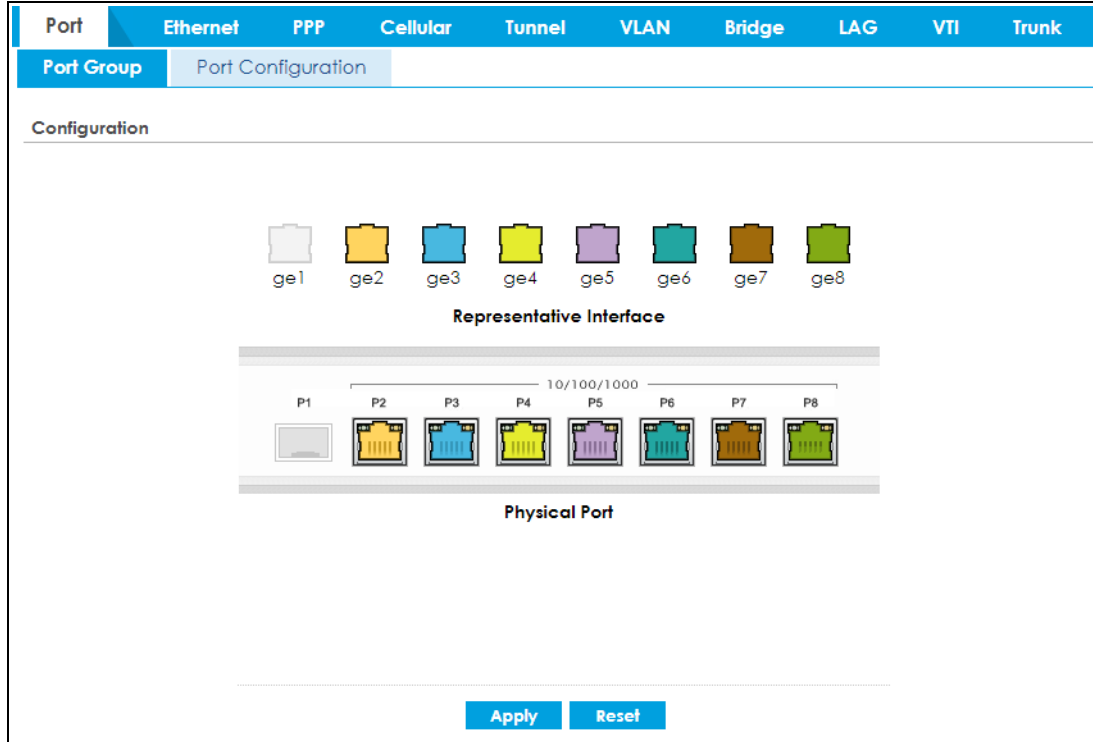 Port Ethernet PPP Cellular Tunnel VLAN Bridge LAG VTI Trunk
Port Group Port Configuration
Configuration
ge1 ge2 ge3 ge4 ge5 ge6 ge7 ge8
Representative Interface
10/100/1000
P1 P2 P3 P4 P5 P6 P7 P8
Physical Port
Apply Reset